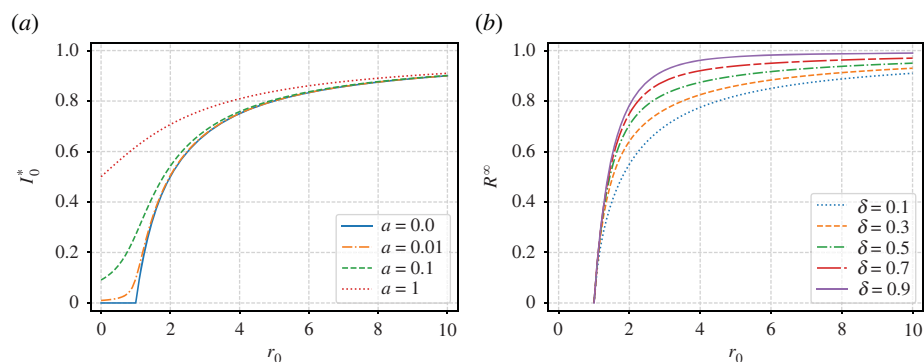 (a)
1.0
0.8
0.6
0.4
0.2
0
I₀*
0 2 4 6 8 10
r₀
a = 0.0
a = 0.01
a = 0.1
a = 1
(b)
1.0
0.8
0.6
0.4
0.2
0
R∞
0 2 4 6 8 10
r₀
δ = 0.1
δ = 0.3
δ = 0.5
δ = 0.7
δ = 0.9